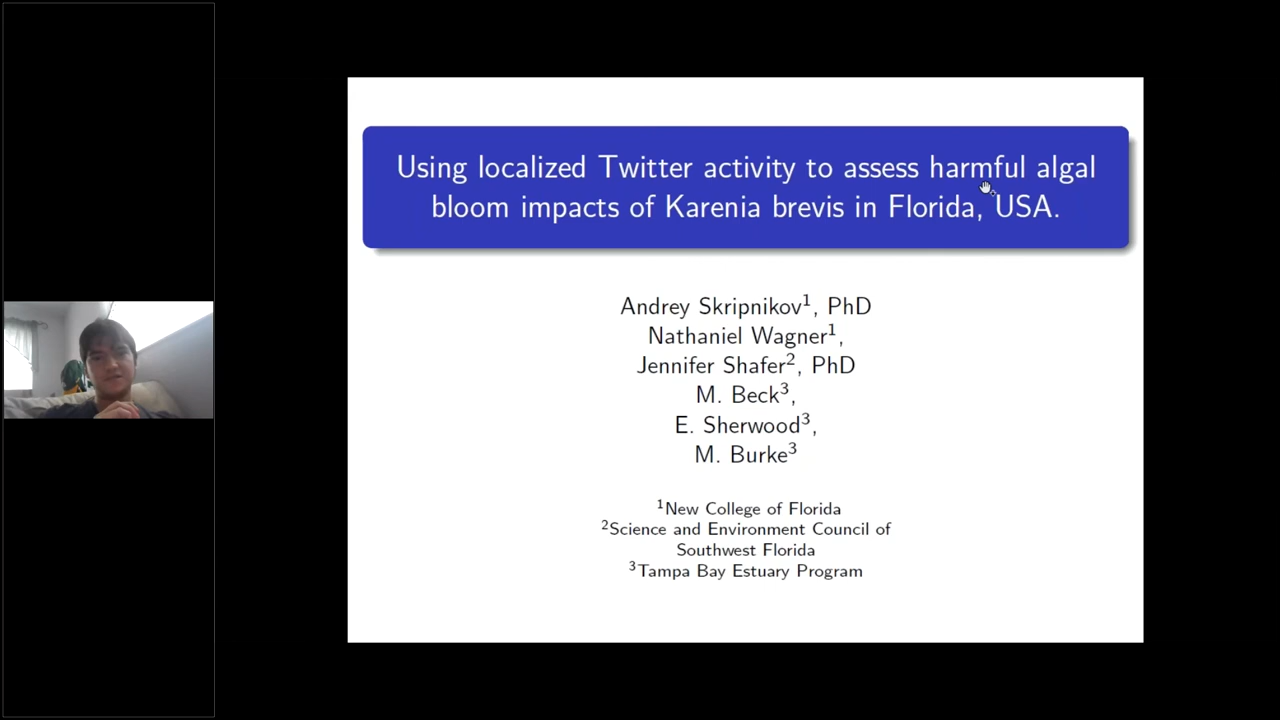 Using localized Twitter activity to assess harmful algal
bloom impacts of Karenia brevis in Florida, USA.
Andrey Skripnikov¹, PhD
Nathaniel Wagner¹,
Jennifer Shafer², PhD
M. Beck³,
E. Sherwood³,
M. Burke³
¹New College of Florida
²Science and Environment Council of
Southwest Florida
³Tampa Bay Estuary Program